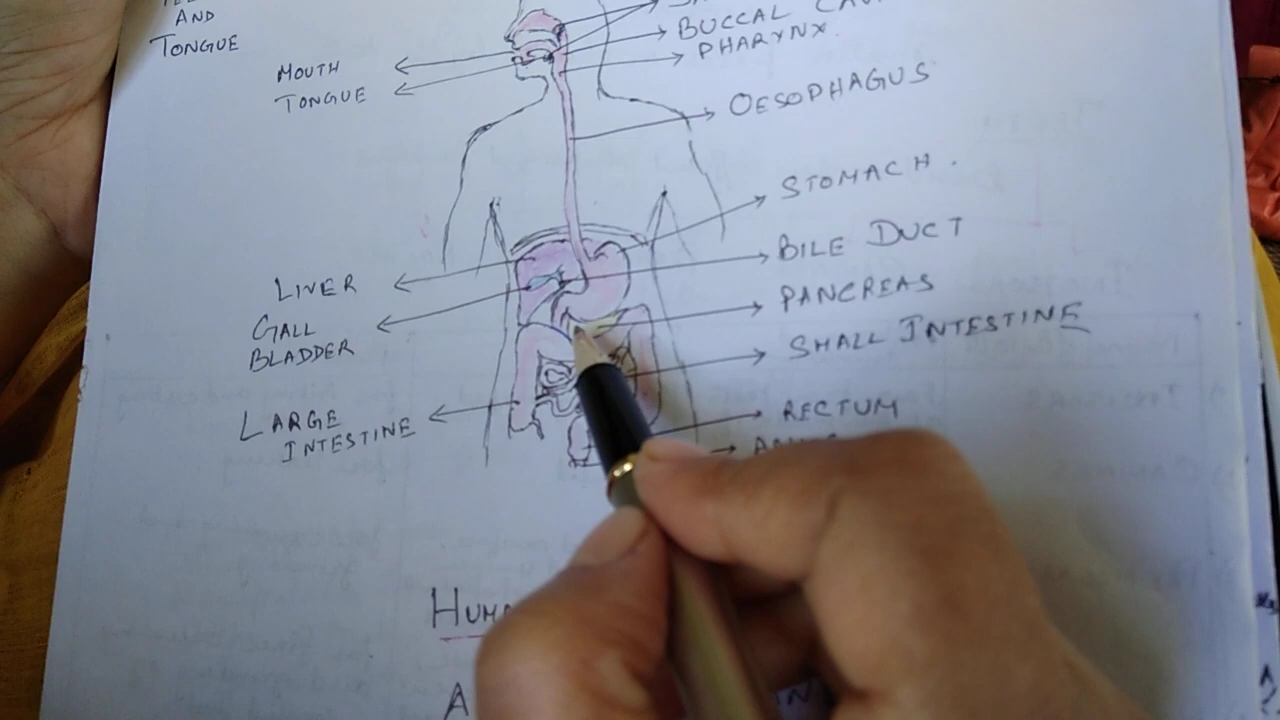 AND
TONGUE
BUCCAL
PHARYNX
MOUTH
TONGUE
OESOPHAGUS
STOMACH.
BILE DUCT
LIVER
PANCREAS
GALL
BLADDER
SMALL INTESTINE
LARGE
INTESTINE
RECTUM